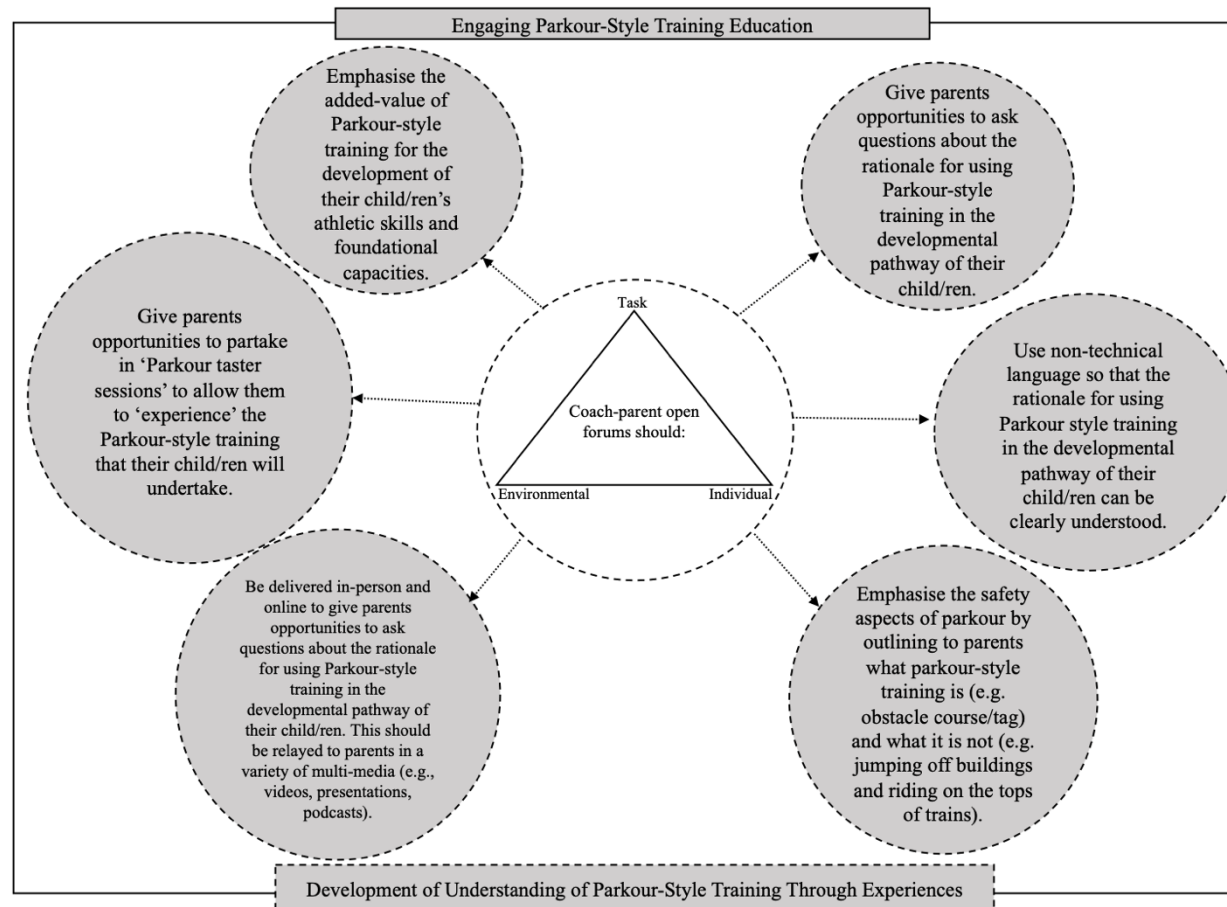 Engaging Parkour-Style Training Education
Emphasise the
added-value of
Parkour-style
training for the
development of
their child/ren's
athletic skills and
foundational
capacities.
Give parents
opportunities to ask
questions about the
rationale for using
Parkour-style
training in the
developmental
pathway of their
child/ren.
Give parents
opportunities to partake
in ‘Parkour taster
sessions’ to allow them
to ‘experience’ the
Parkour-style training
that their child/ren will
undertake.
Task
Coach-parent open
forums should:
Environmental
Individual
Use non-technical
language so that the
rationale for using
Parkour style training
in the developmental
pathway of their
child/ren can be
clearly understood.
Be delivered in-person and
online to give parents
opportunities to ask
questions about the rationale
for using Parkour-style
training in the
developmental pathway of
their child/ren. This should
be relayed to parents in a
variety of multi-media (e.g.,
videos, presentations,
podcasts).
Emphasise the safety
aspects of parkour by
outlining to parents
what parkour-style
training is (e.g.
obstacle course/tag)
and what it is not (e.g.
jumping off buildings
and riding on the tops
of trains).
Development of Understanding of Parkour-Style Training Through Experiences